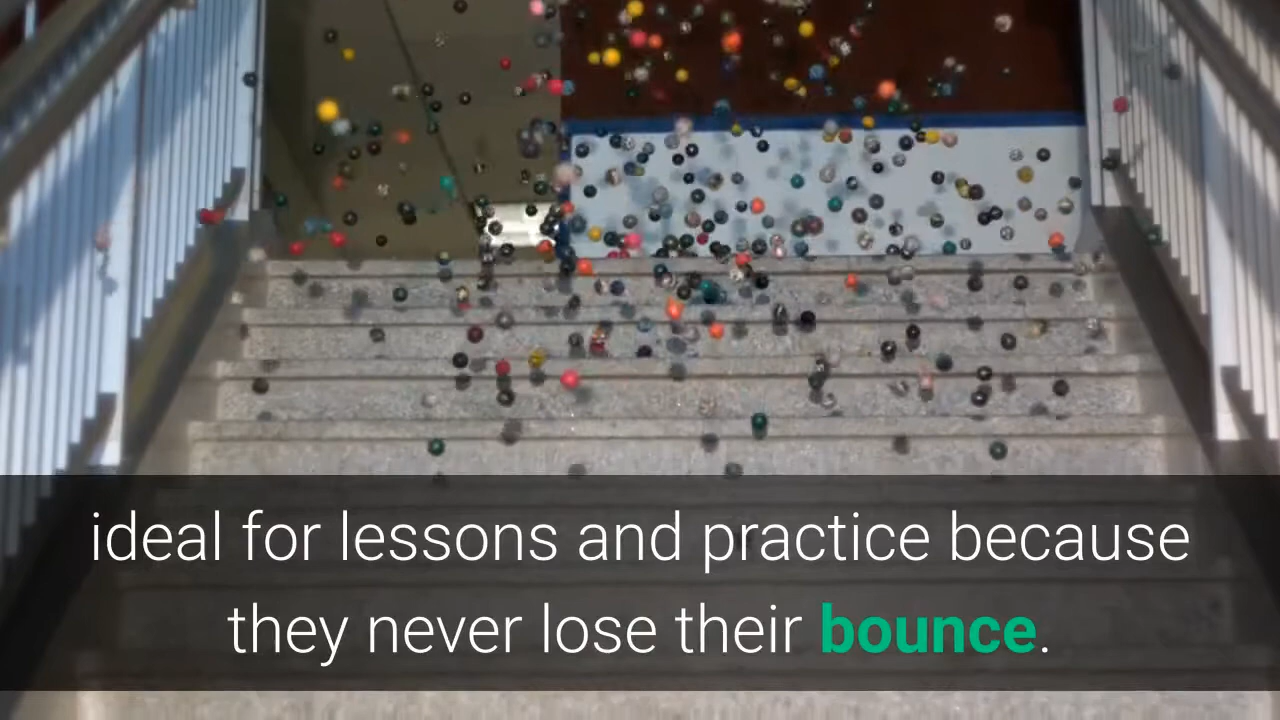 ideal for lessons and practice because
they never lose their bounce.